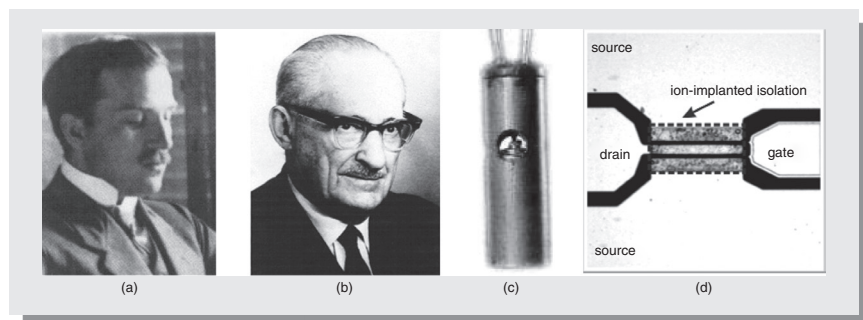 source
ion-implanted isolation
drain
gate
source
(a)
(b)
(c)
(d)